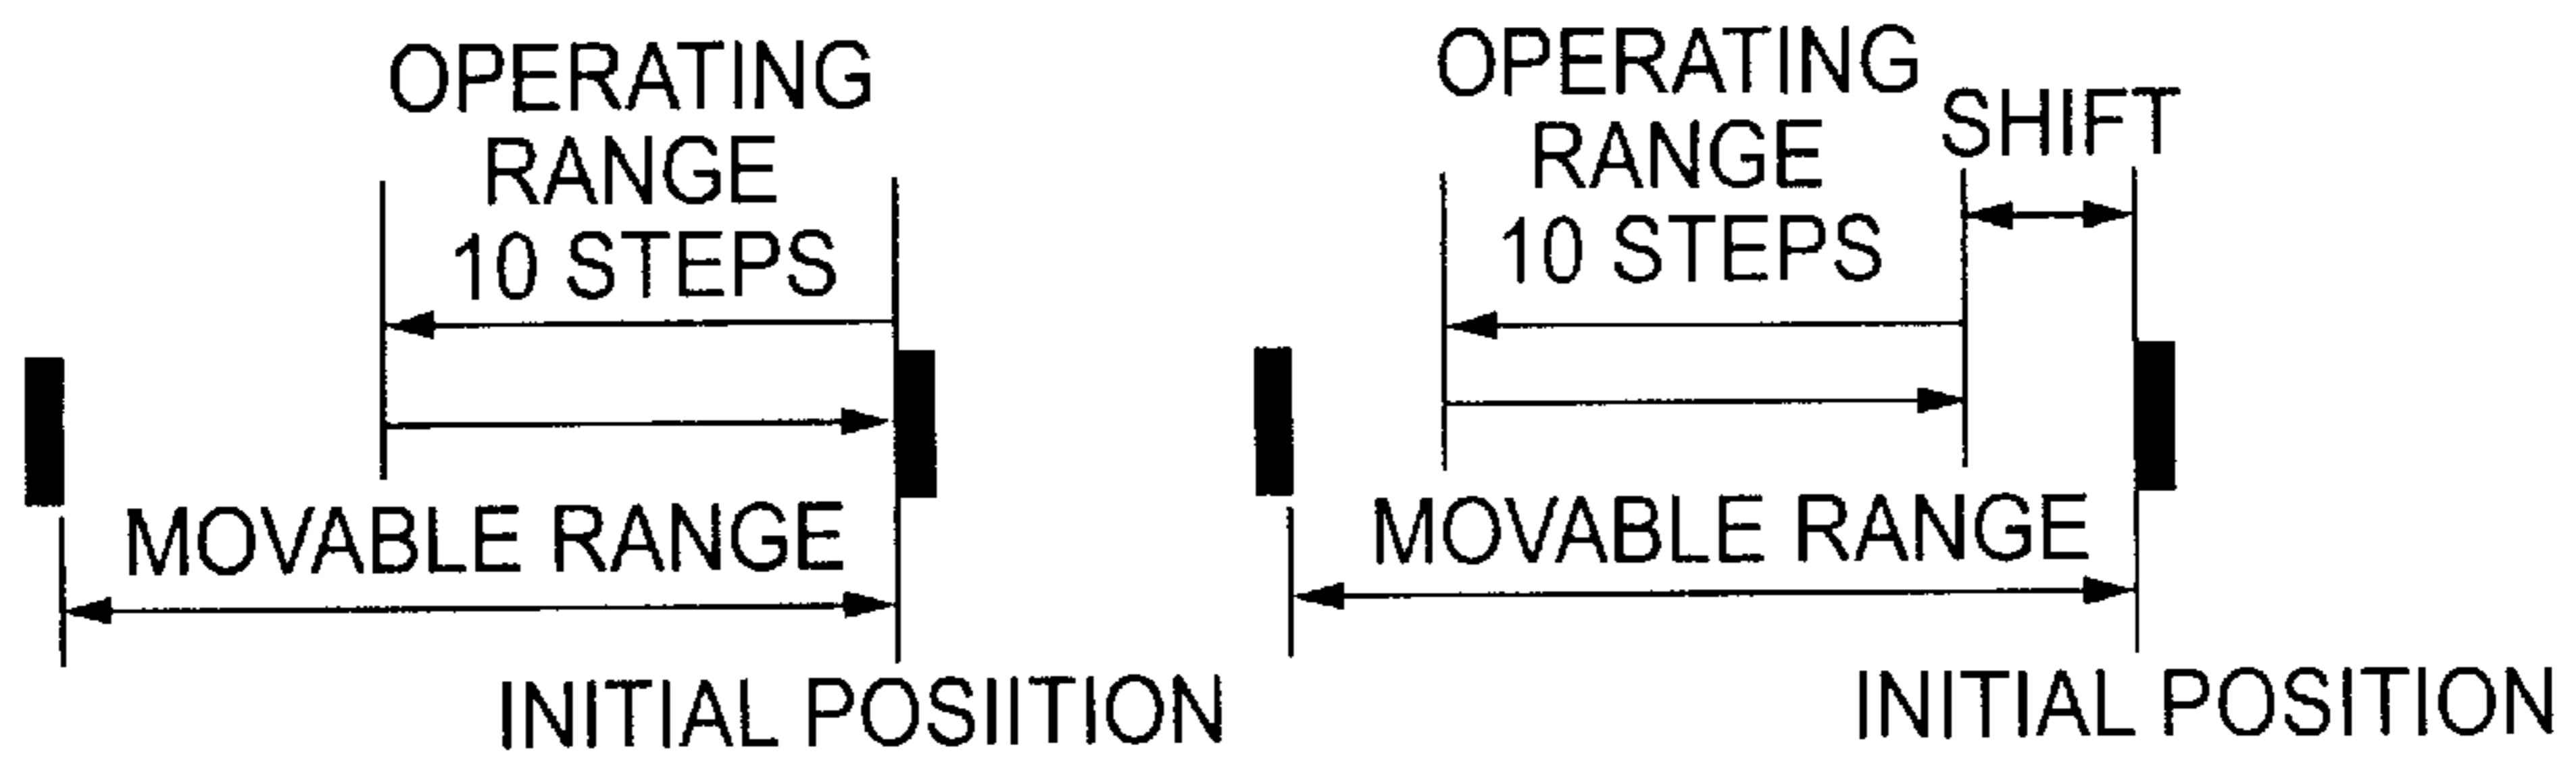 OPERATING
RANGE
10 STEPS
MOVABLE RANGE
INITIAL POSIITION
OPERATING
RANGE
10 STEPS
SHIFT
MOVABLE RANGE
INITIAL POSITION